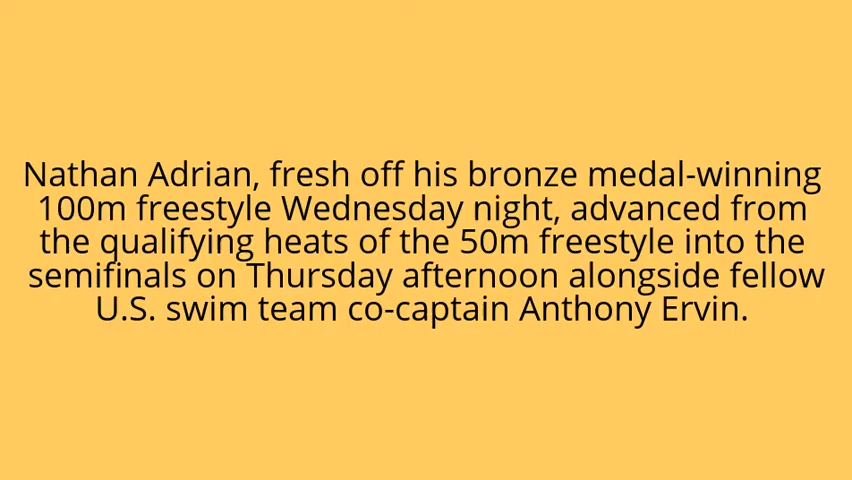 Nathan Adrian, fresh off his bronze medal-winning
100m freestyle Wednesday night, advanced from
the qualifying heats of the 50m freestyle into the
semifinals on Thursday afternoon alongside fellow
U.S. swim team co-captain Anthony Ervin.